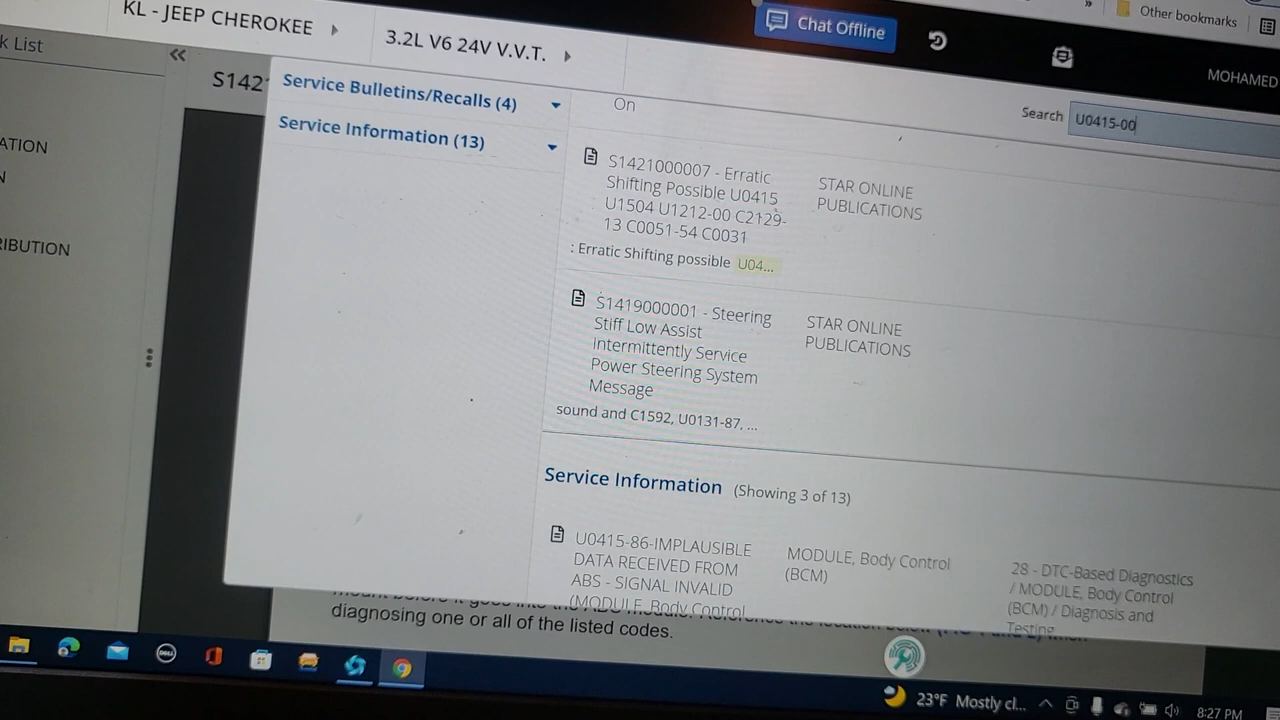 Other bookmarks
KL - JEEP CHEROKEE
3.2L V6 24V V.V.T.
Chat Offline
MOHAMED
k List
S142
Service Bulletins/Recalls (4)
On
Search
U0415-00
Service Information (13)
ATION
N
RIBUTION
S1421000007 - Erratic
Shifting Possible U0415
U1504 U1212-00 C2129-
13 C0051-54 C0031
STAR ONLINE
PUBLICATIONS
: Erratic Shifting possible U04...
S1419000001 - Steering
Stiff Low Assist
Intermittently Service
Power Steering System
Message
STAR ONLINE
PUBLICATIONS
sound and C1592, U0131-87, ...
Service Information (Showing 3 of 13)
U0415-86-IMPLAUSIBLE
DATA RECEIVED FROM
ABS - SIGNAL INVALID
(MODULE, Body Control
MODULE, Body Control
(BCM)
28 - DTC-Based Diagnostics
/ MODULE, Body Control
(BCM) / Diagnosis and
Testing
diagnosing one or all of the listed codes.
DELL
23°F Mostly cl...
8:27 PM